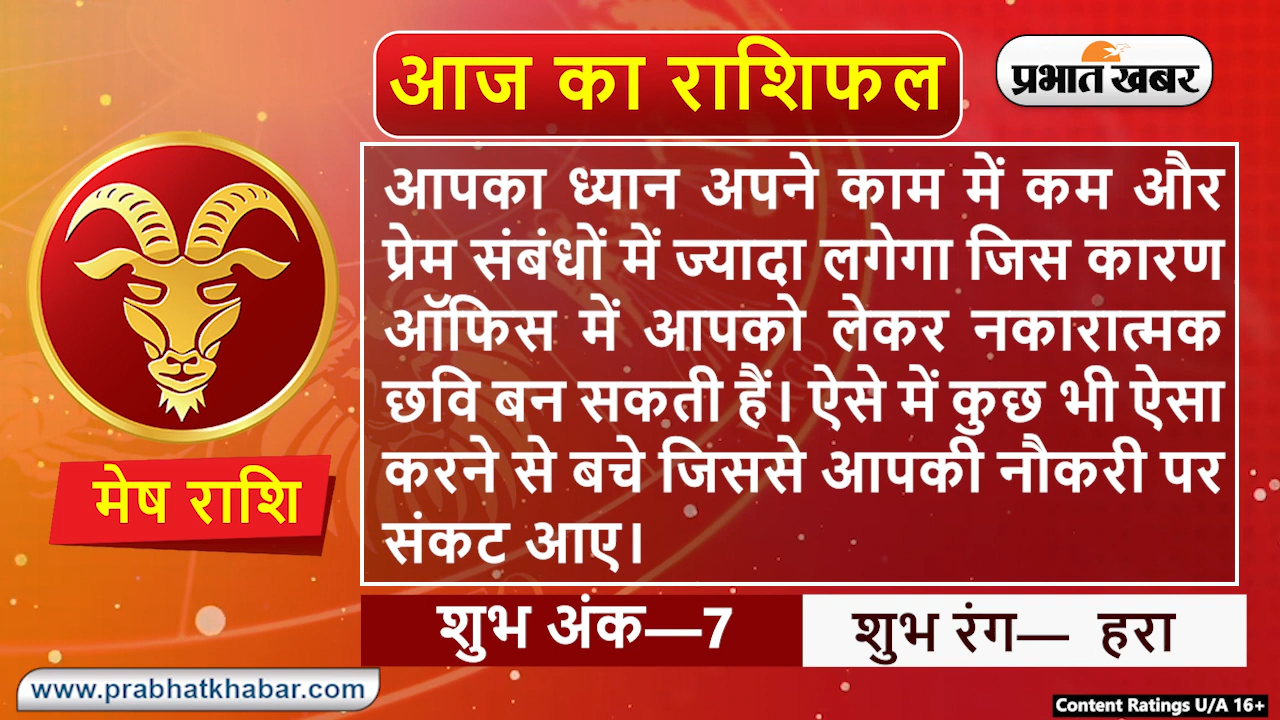 आज का राशिफल
प्रभात खबर
आपका ध्यान अपने काम में कम और
प्रेम संबंधों में ज्यादा लगेगा जिस कारण
ऑफिस में आपको लेकर नकारात्मक
छवि बन सकती हैं। ऐसे में कुछ भी ऐसा
करने से बचे जिससे आपकी नौकरी पर
संकट आए।
मेष राशि
शुभ अंक—7
शुभ रंग— हरा
www.prabhatkhabar.com
Content Ratings U/A 16+